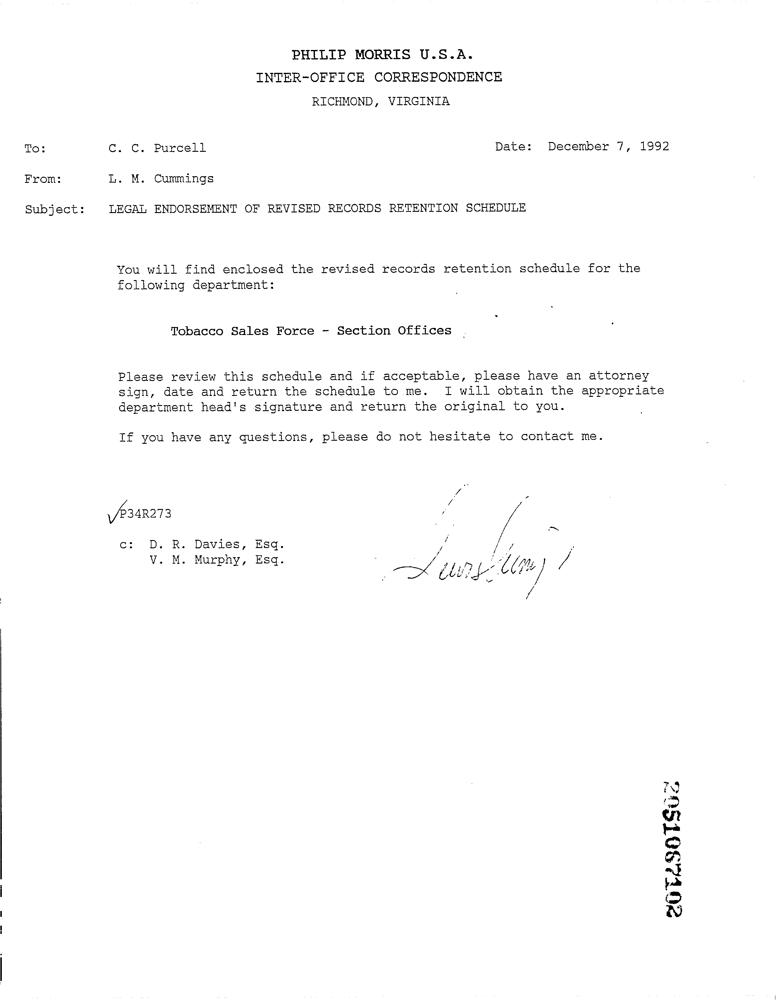 PHILIP MORRIS U.S.A.
INTER-OFFICE CORRESPONDENCE
RICHMOND, VIRGINIA
To: C. C. Purcell Date: December 7, 1992
From: L. M. Cummings
Subject: LEGAL ENDORSEMENT OF REVISED RECORDS RETENTION SCHEDULE
You will find enclosed the revised records retention schedule for the
following department:
Tobacco Sales Force - Section Offices
Please review this schedule and if acceptable, please have an attorney
sign, date and return the schedule to me. I will obtain the appropriate
department head's signature and return the original to you.
If you have any questions, please do not hesitate to contact me.
P34R273
c: D. R. Davies, Esq.
V. M. Murphy, Esq.
2051067102